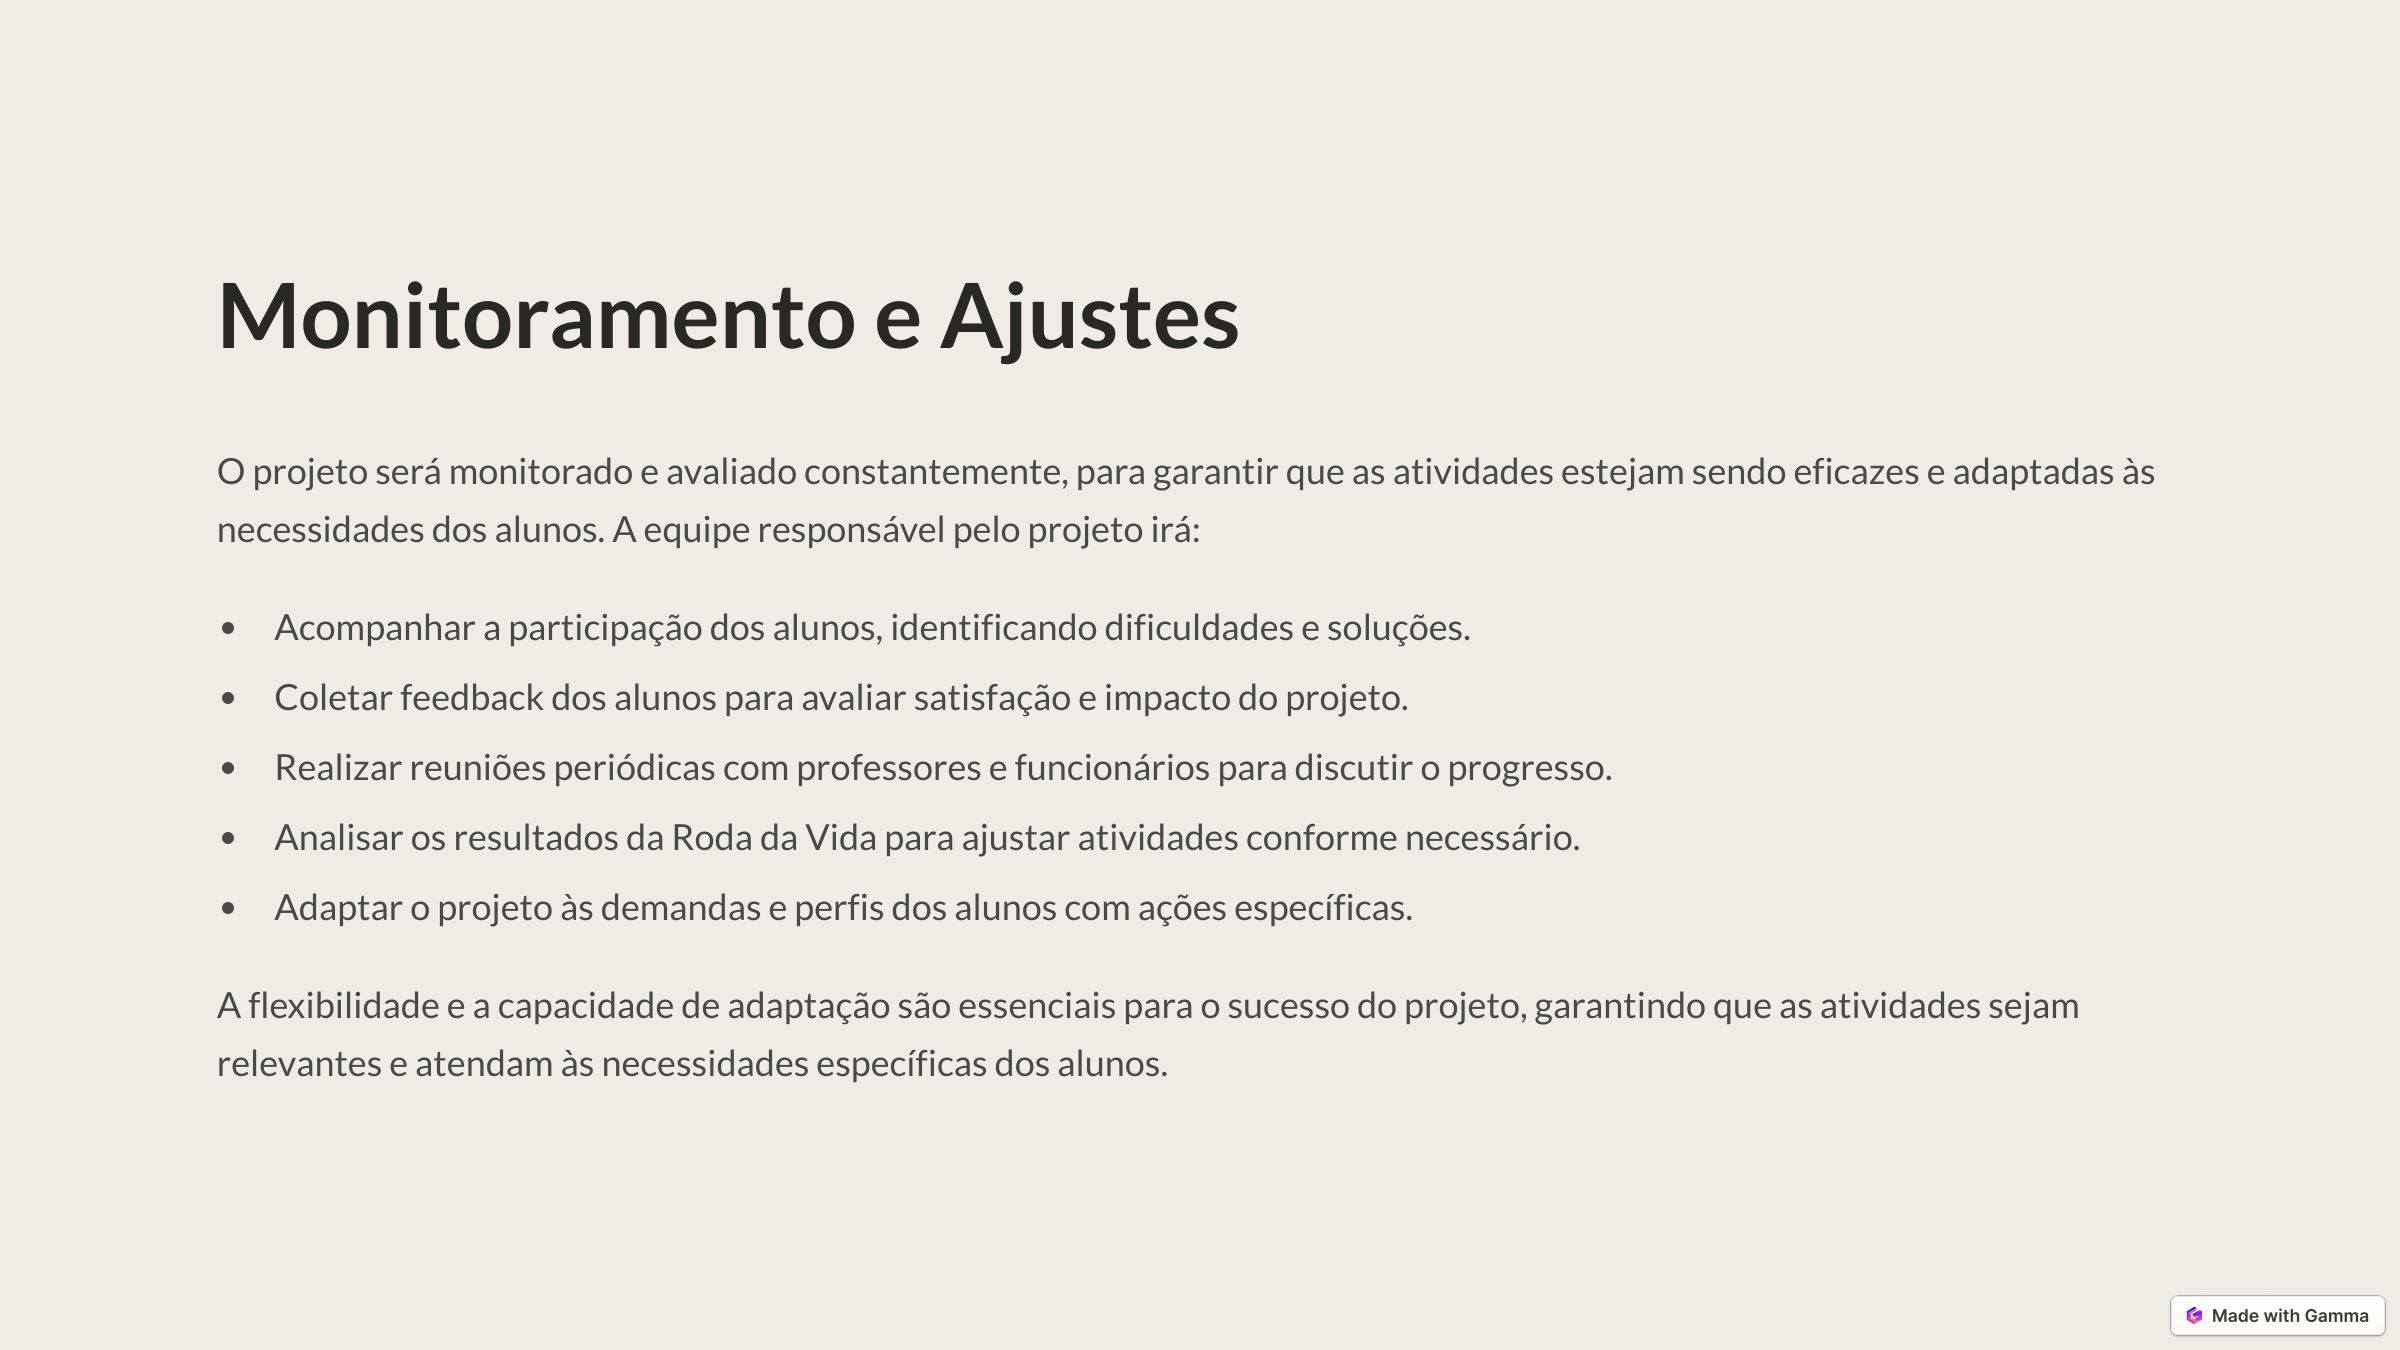 Monitoramento e Ajustes
O projeto será monitorado e avaliado constantemente, para garantir que as atividades estejam sendo eficazes e adaptadas às
necessidades dos alunos. A equipe responsável pelo projeto irá:
• Acompanhar a participação dos alunos, identificando dificuldades e soluções.
• Coletar feedback dos alunos para avaliar satisfação e impacto do projeto.
• Realizar reuniões periódicas com professores e funcionários para discutir o progresso.
• Analisar os resultados da Roda da Vida para ajustar atividades conforme necessário.
• Adaptar o projeto às demandas e perfis dos alunos com ações específicas.
A flexibilidade e a capacidade de adaptação são essenciais para o sucesso do projeto, garantindo que as atividades sejam
relevantes e atendam às necessidades específicas dos alunos.
Made with Gamma